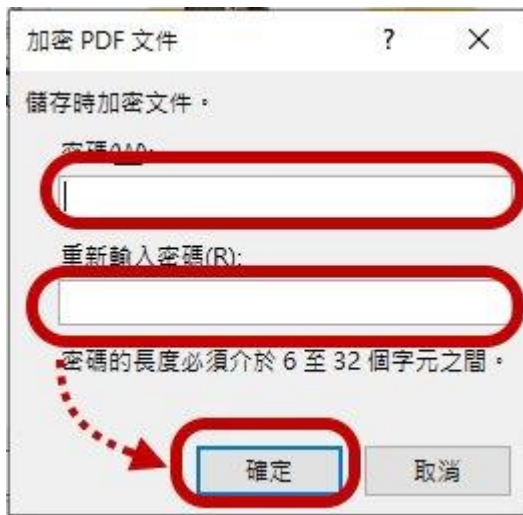 加密 PDF 文件 ? ×
儲存時加密文件。
密碼(W):
重新輸入密碼(R):
密碼的長度必須介於 6 至 32 個字元之間。
確定 取消